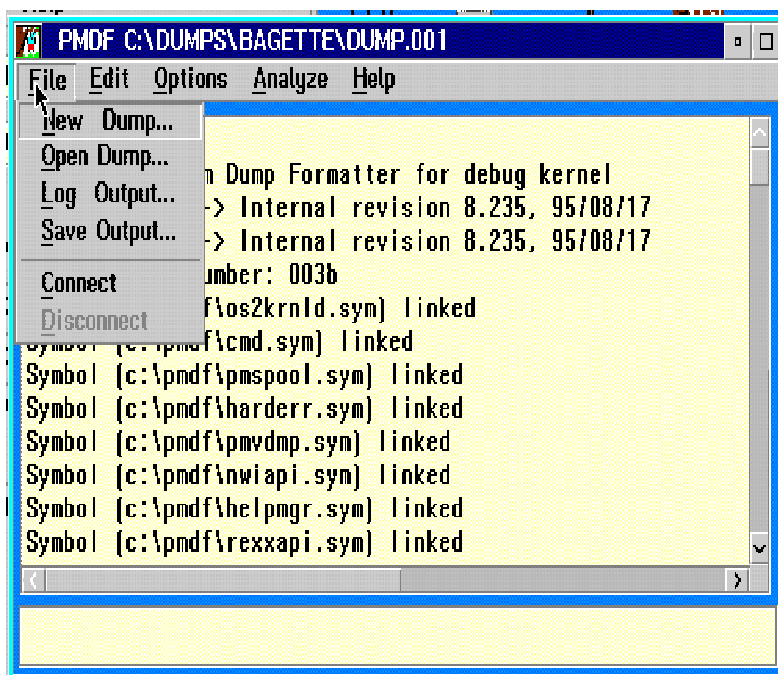 PMDF C:\DUMPS\BAGETTE\DUMP.001
File Edit Options Analyze Help
New Dump...
Open Dump...
Log Output...
Save Output...
Connect
Disconnect
Dump Formatter for debug kernel
-> Internal revision 8.235, 95/08/17
-> Internal revision 8.235, 95/08/17
umber: 003b
f\os2krnld.sym) linked
Symbol (c:\pmdf\cmd.sym) linked
Symbol (c:\pmdf\pmspool.sym) linked
Symbol (c:\pmdf\harderr.sym) linked
Symbol (c:\pmdf\pmvdmp.sym) linked
Symbol (c:\pmdf\nwiapi.sym) linked
Symbol (c:\pmdf\helpmgr.sym) linked
Symbol (c:\pmdf\rexxapi.sym) linked